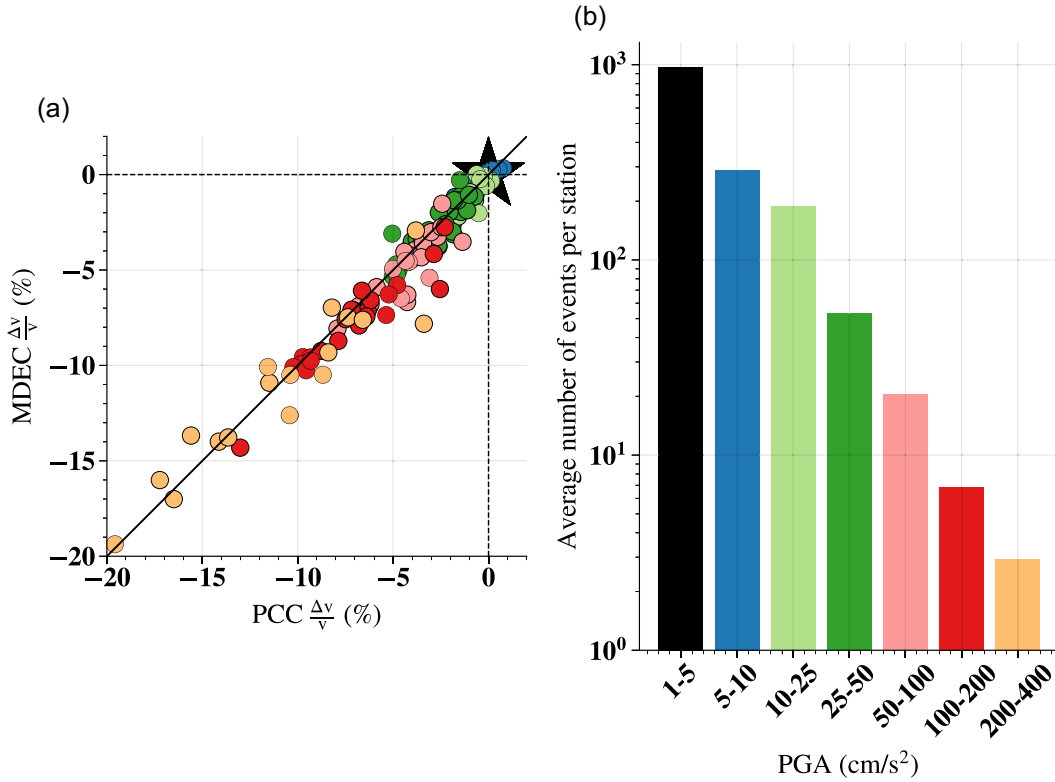 (a)
MDEC Δv/v (%)
0
−5
−10
−15
−20
−20 −15 −10 −5 0
PCC Δv/v (%)
(b)
Average number of events per station
10³
10²
10¹
10⁰
1-5 5-10 10-25 25-50 50-100 100-200 200-400
PGA (cm/s²)